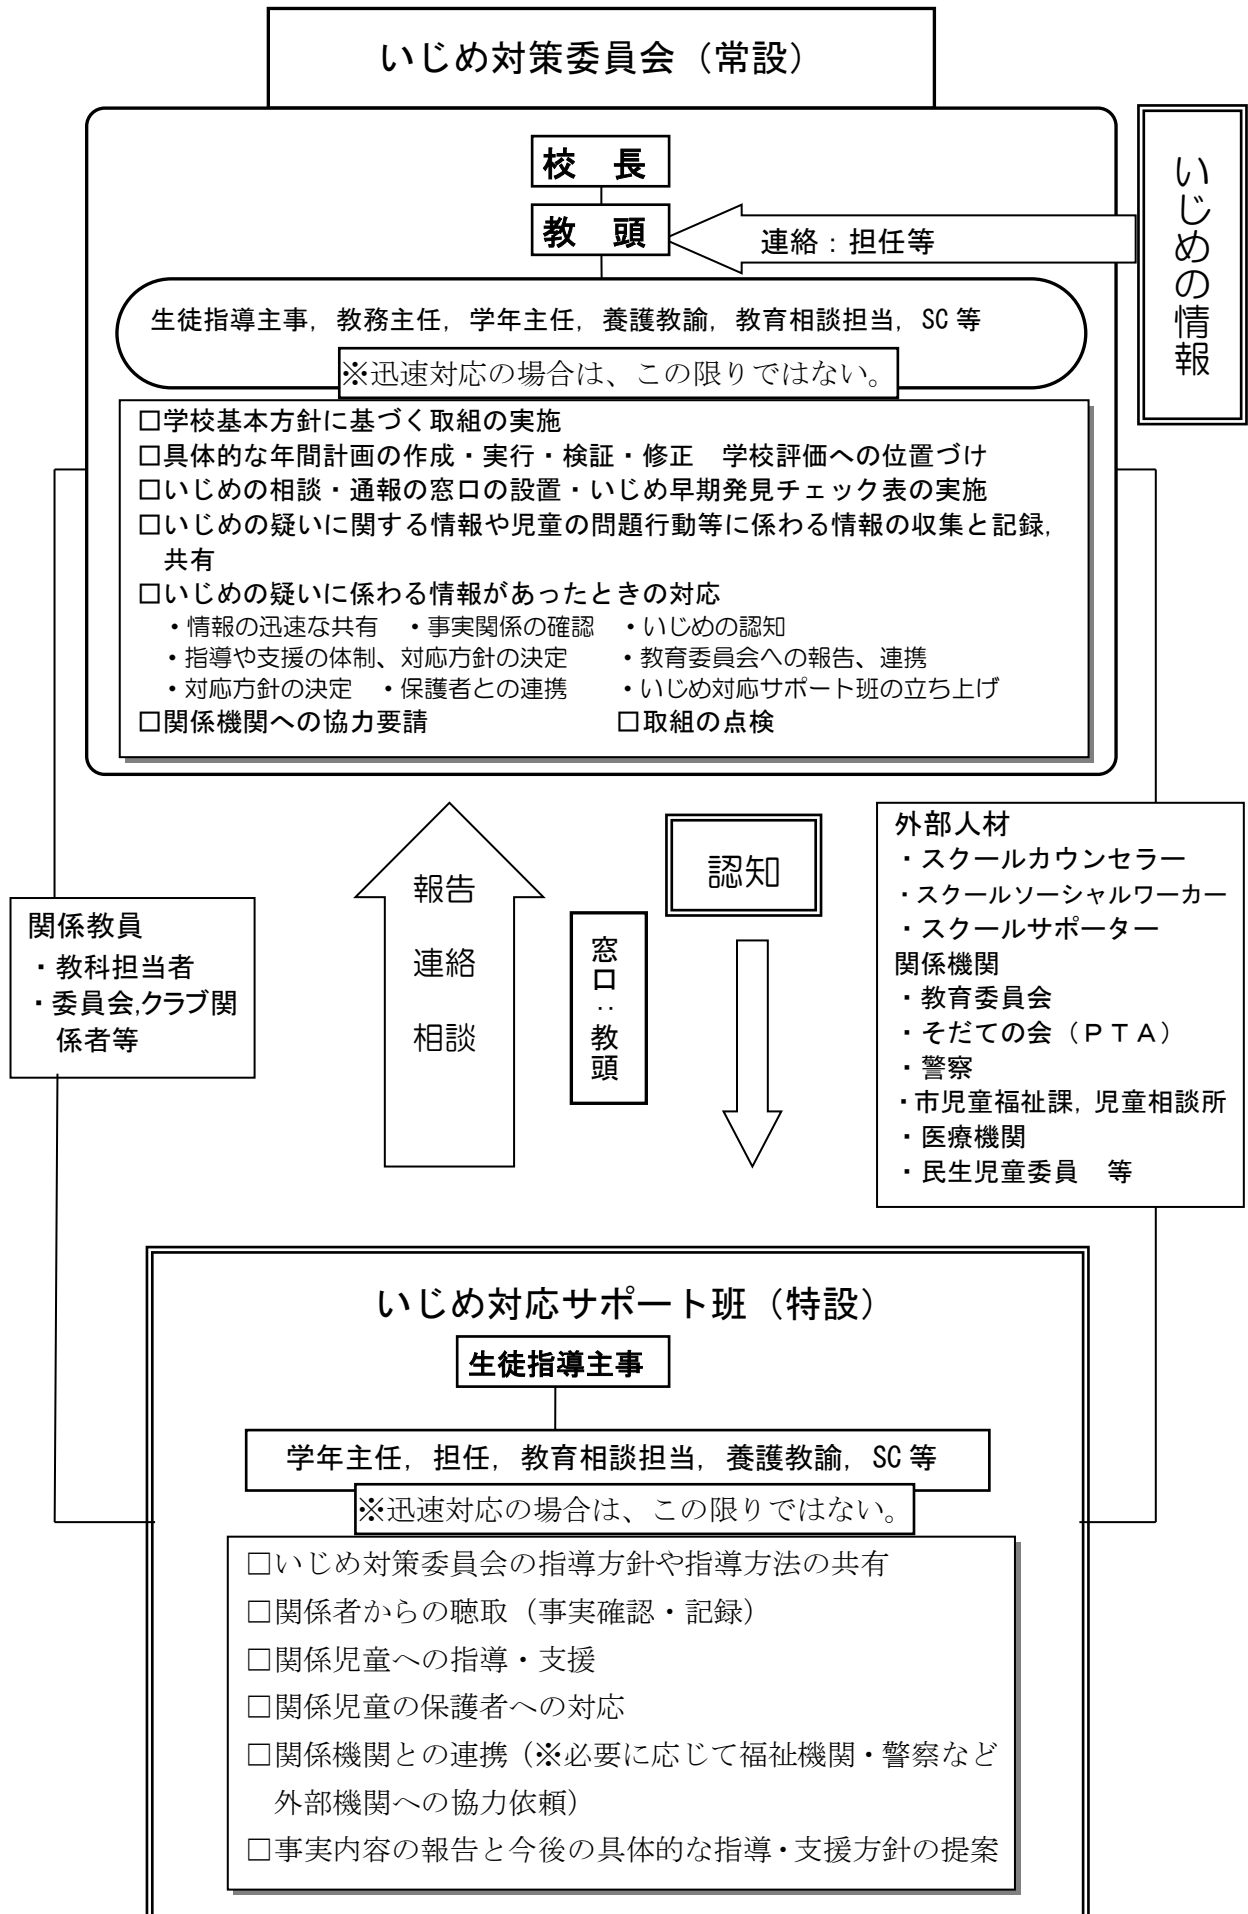 いじめ対策委員会（常設）
校　長
教　頭
連絡：担任等
いじめの情報
生徒指導主事，教務主任，学年主任，養護教諭，教育相談担当，SC 等
※迅速対応の場合は、この限りではない。
□学校基本方針に基づく取組の実施
□具体的な年間計画の作成・実行・検証・修正　学校評価への位置づけ
□いじめの相談・通報の窓口の設置・いじめ早期発見チェック表の実施
□いじめの疑いに関する情報や児童の問題行動等に係わる情報の収集と記録，
共有
□いじめの疑いに係わる情報があったときの対応
・情報の迅速な共有　・事実関係の確認　・いじめの認知
・指導や支援の体制、対応方針の決定　・教育委員会への報告、連携
・対応方針の決定　・保護者との連携　・いじめ対応サポート班の立ち上げ
□関係機関への協力要請　□取組の点検
関係教員
・教科担当者
・委員会,クラブ関
係者等
報告
連絡
相談
窓口：教頭
認知
外部人材
・スクールカウンセラー
・スクールソーシャルワーカー
・スクールサポーター
関係機関
・教育委員会
・そだての会（ＰＴＡ）
・警察
・市児童福祉課，児童相談所
・医療機関
・民生児童委員　等
いじめ対応サポート班（特設）
生徒指導主事
学年主任，担任，教育相談担当，養護教諭，SC 等
※迅速対応の場合は、この限りではない。
□いじめ対策委員会の指導方針や指導方法の共有
□関係者からの聴取（事実確認・記録）
□関係児童への指導・支援
□関係児童の保護者への対応
□関係機関との連携（※必要に応じて福祉機関・警察など
外部機関への協力依頼）
□事実内容の報告と今後の具体的な指導・支援方針の提案